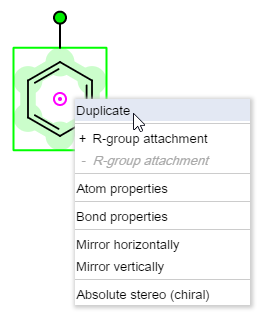 Duplicate
+ R-group attachment
- R-group attachment
Atom properties
Bond properties
Mirror horizontally
Mirror vertically
Absolute stereo (chiral)